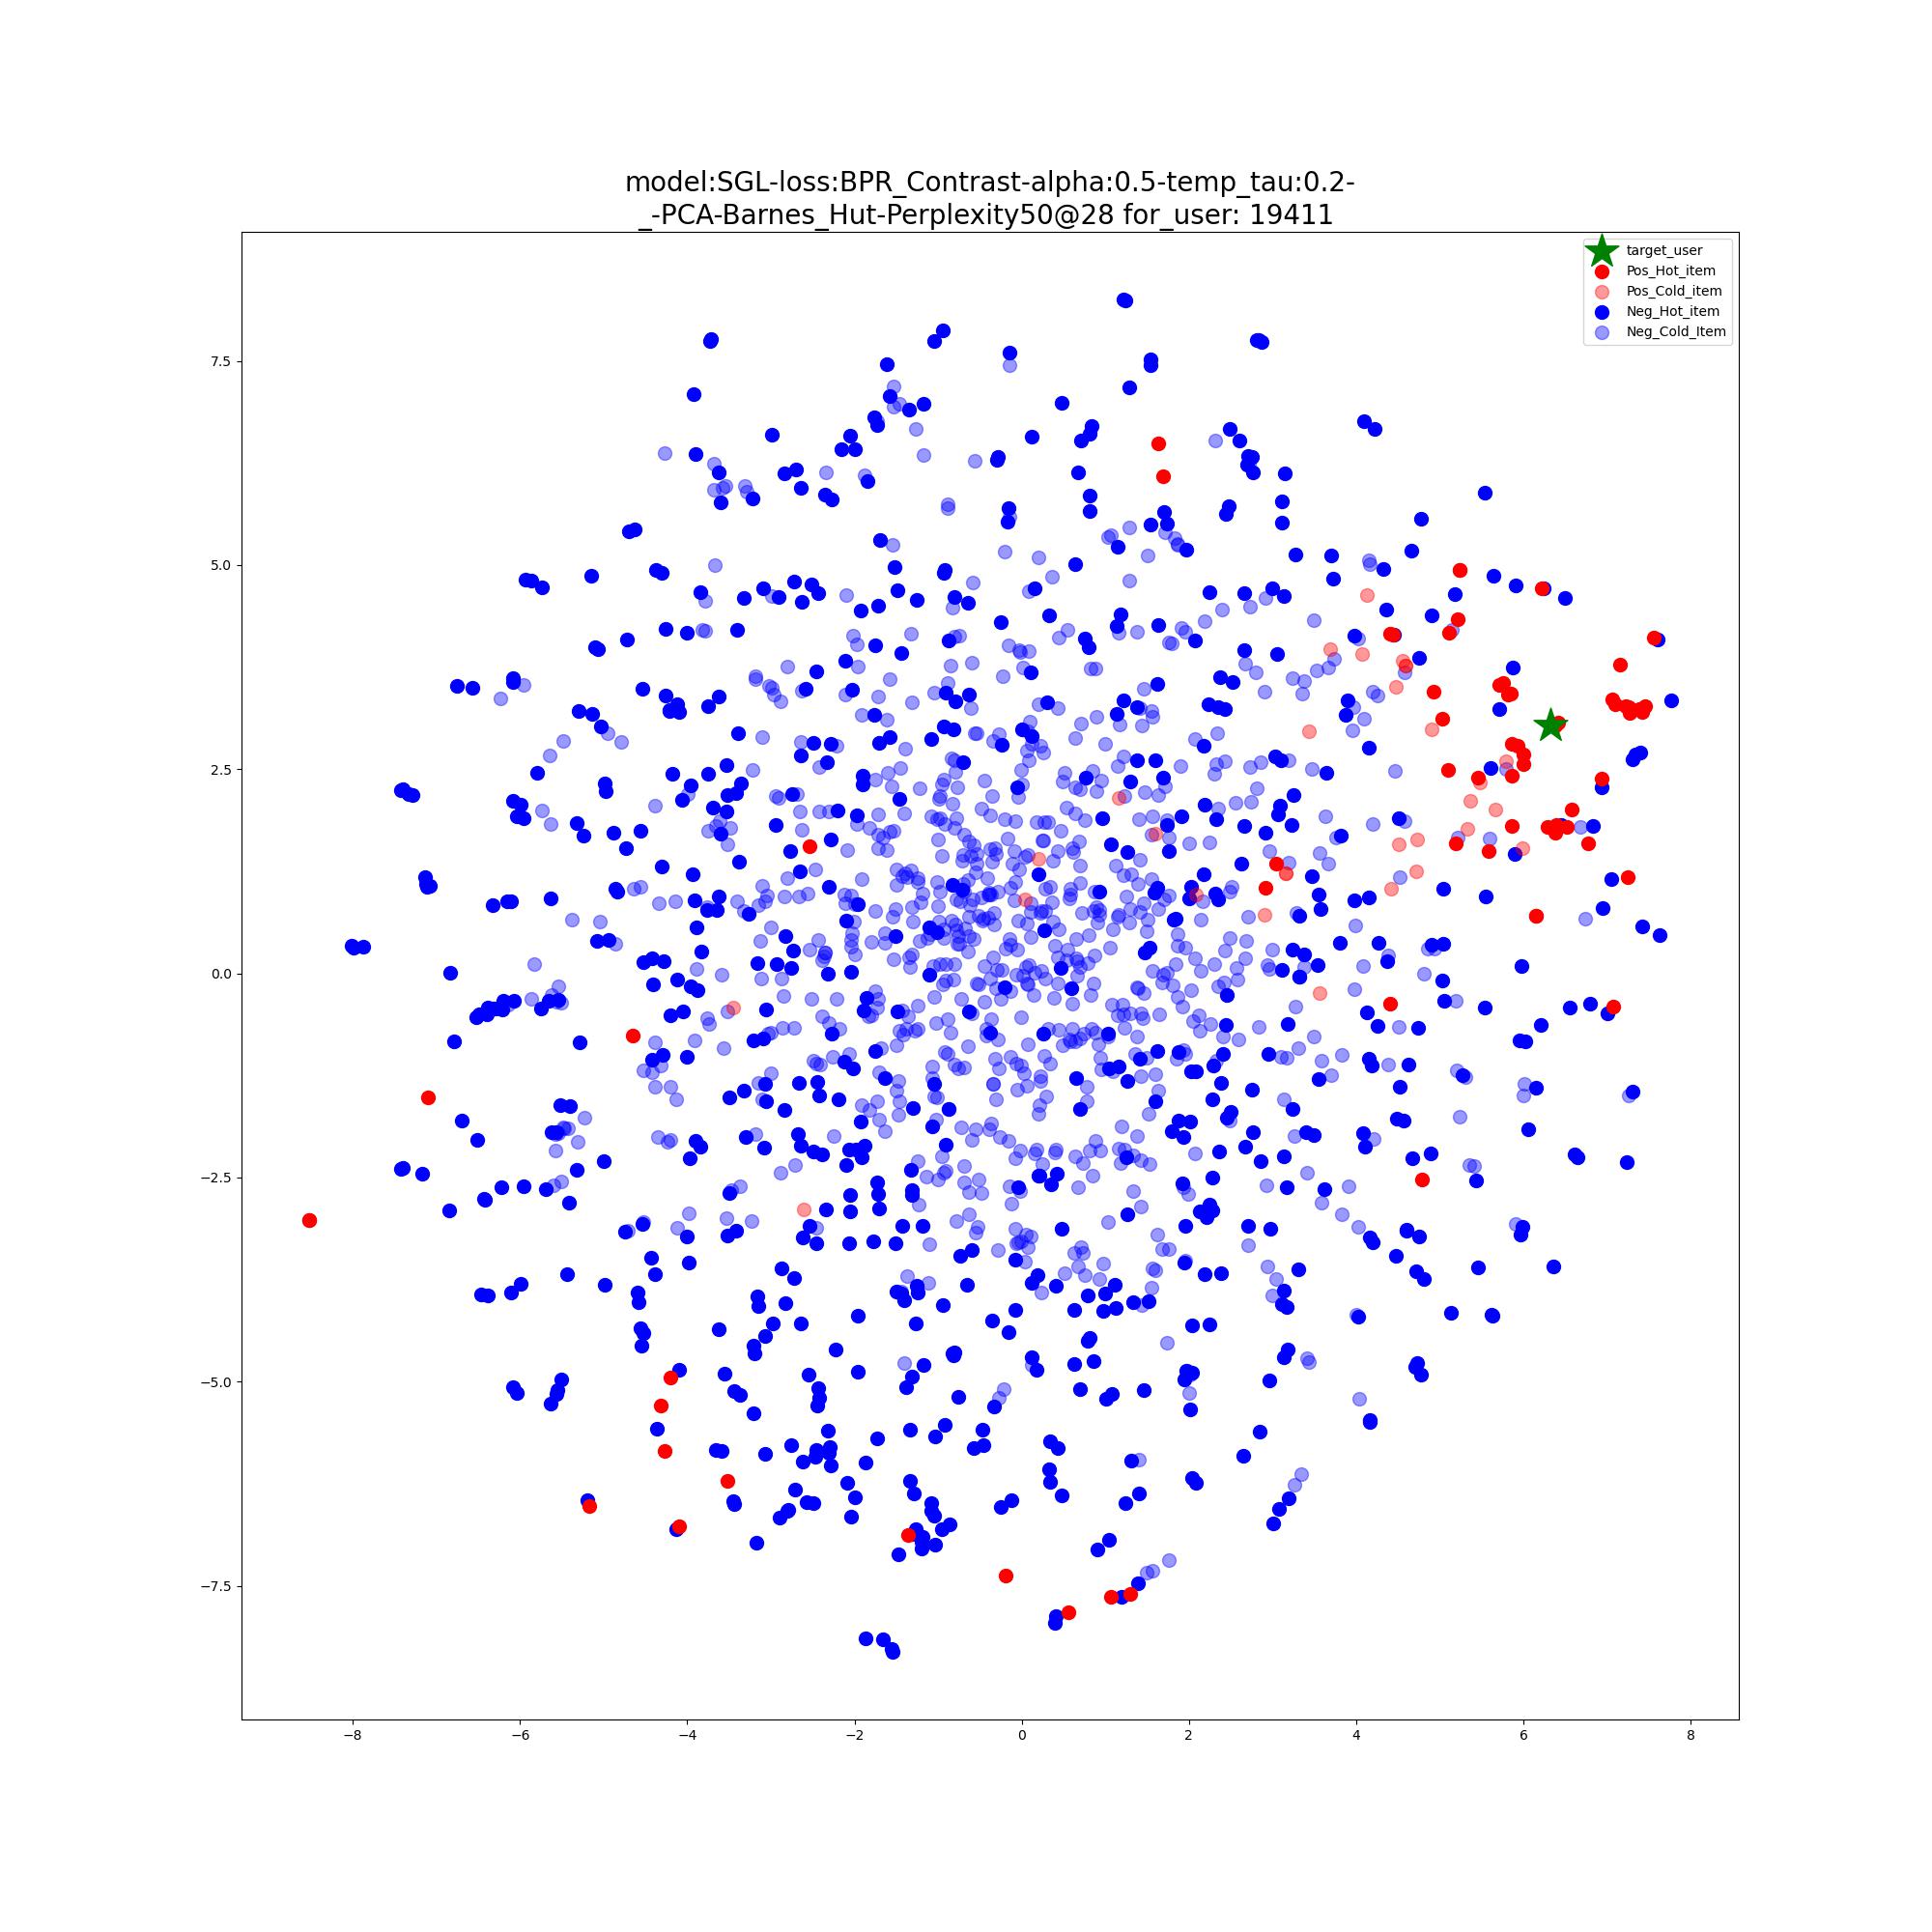 model:SGL-loss:BPR_Contrast-alpha:0.5-temp_tau:0.2-
_-PCA-Barnes_Hut-Perplexity50@28 for_user: 19411
target_user
Pos_Hot_item
Pos_Cold_item
Neg_Hot_item
Neg_Cold_Item
7.5
5.0
2.5
0.0
−2.5
−5.0
−7.5
−8 −6 −4 −2 0 2 4 6 8